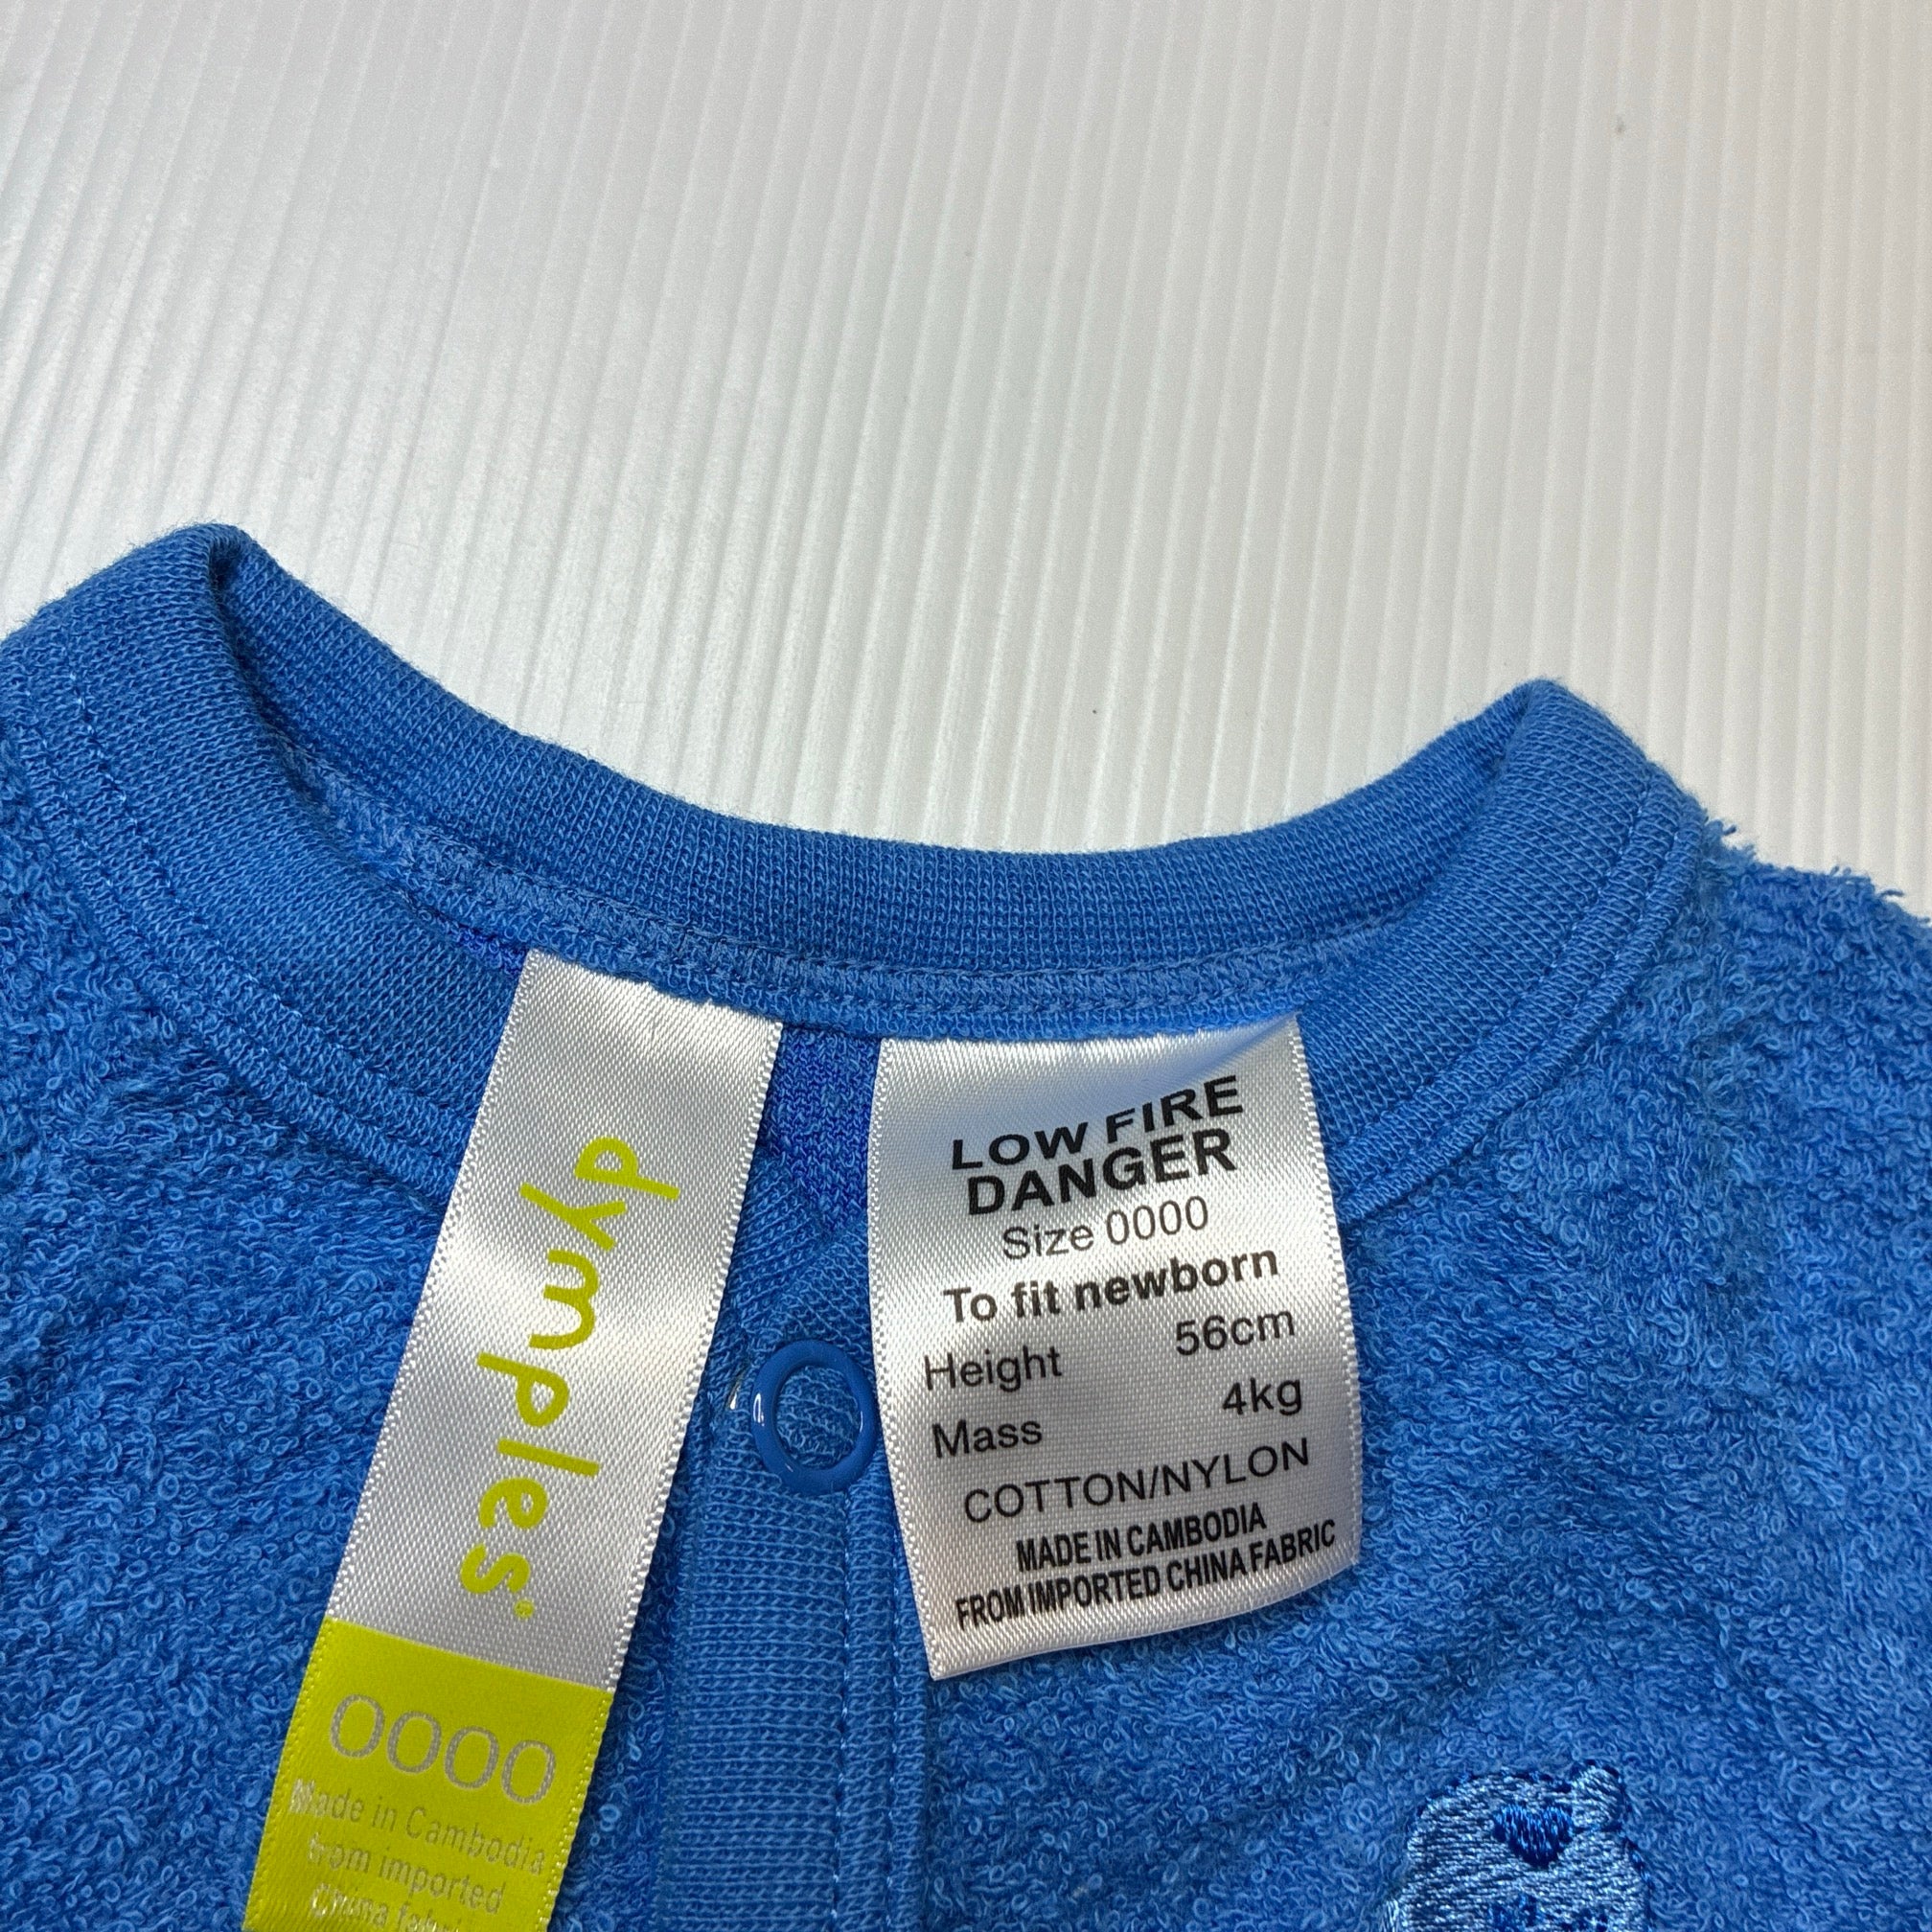 dymples
0000
Made in Cambodia
from imported
China
LOW FIRE
DANGER
Size 0000
To fit newborn
Height 56cm
Mass 4kg
COTTON/NYLON
MADE IN CAMBODIA
FROM IMPORTED CHINA FABRIC